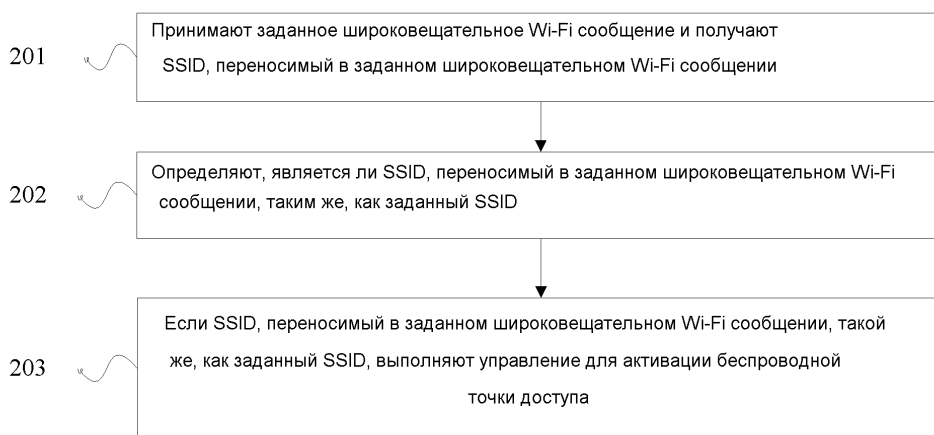 201
Принимают заданное широковещательное Wi-Fi сообщение и получают
SSID, переносимый в заданном широковещательном Wi-Fi сообщении
202
Определяют, является ли SSID, переносимый в заданном широковещательном Wi-Fi
сообщении, таким же, как заданный SSID
203
Если SSID, переносимый в заданном широковещательном Wi-Fi сообщении, такой
же, как заданный SSID, выполняют управление для активации беспроводной
точки доступа